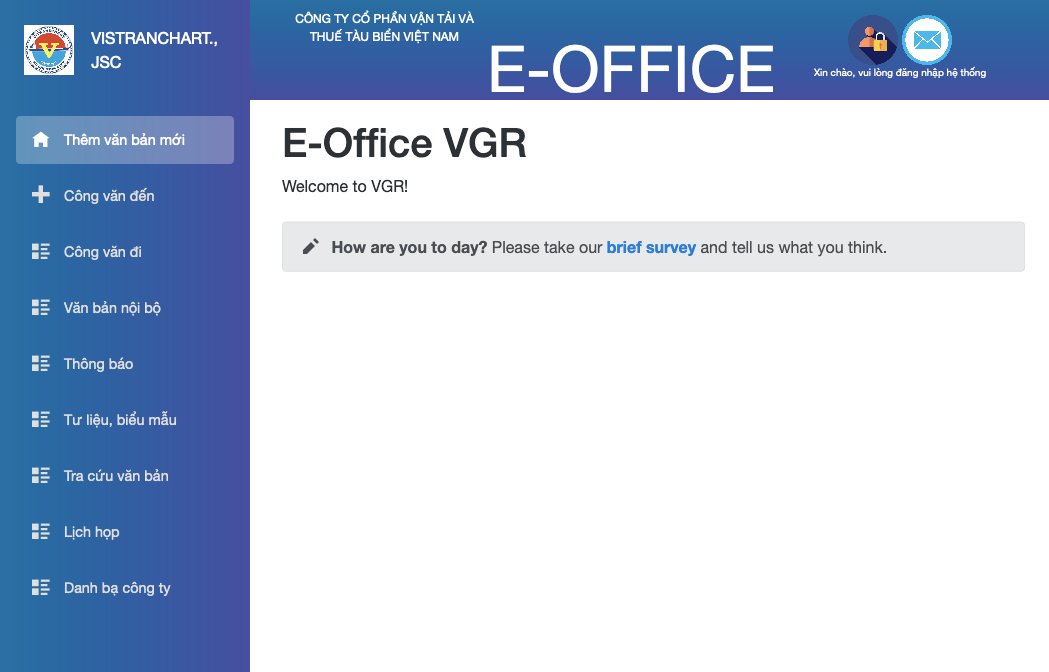 VISTRANCHART.,
JSC
CÔNG TY CỔ PHẦN VẬN TẢI VÀ
THUẾ TÀU BIỂN VIỆT NAM
E-OFFICE
Xin chào, vui lòng đăng nhập hệ thống
Thêm văn bản mới
Công văn đến
Công văn đi
Văn bản nội bộ
Thông báo
Tư liệu, biểu mẫu
Tra cứu văn bản
Lịch họp
Danh bạ công ty
E-Office VGR
Welcome to VGR!
How are you to day? Please take our brief survey and tell us what you think.